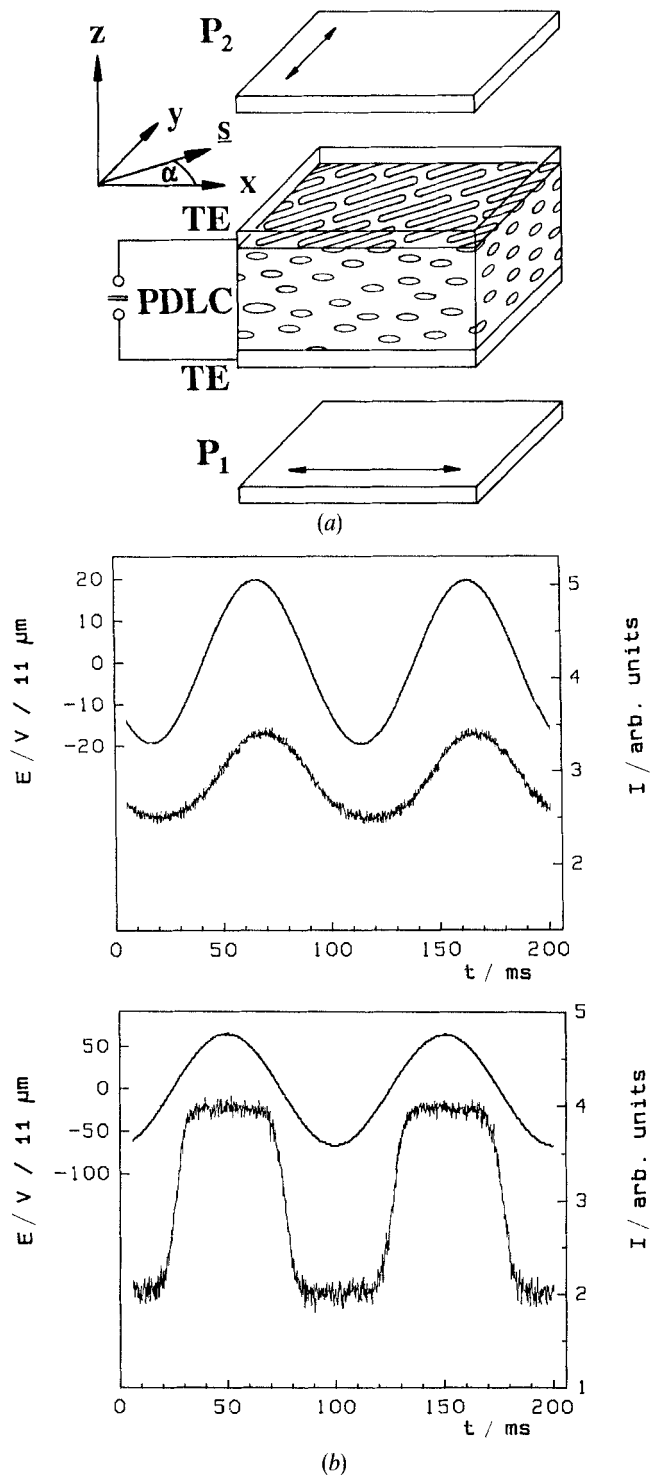 P₂
z
y
s
α
x
TE
PDLC
TE
P₁
(a)
20
10
0
-10
-20
E / V / 11 μm
5
4
3
2
I / arb. units
0 50 100 150 200
t / ms
50
0
-50
-100
E / V / 11 μm
5
4
3
2
1
I / arb. units
0 50 100 150 200
t / ms
(b)